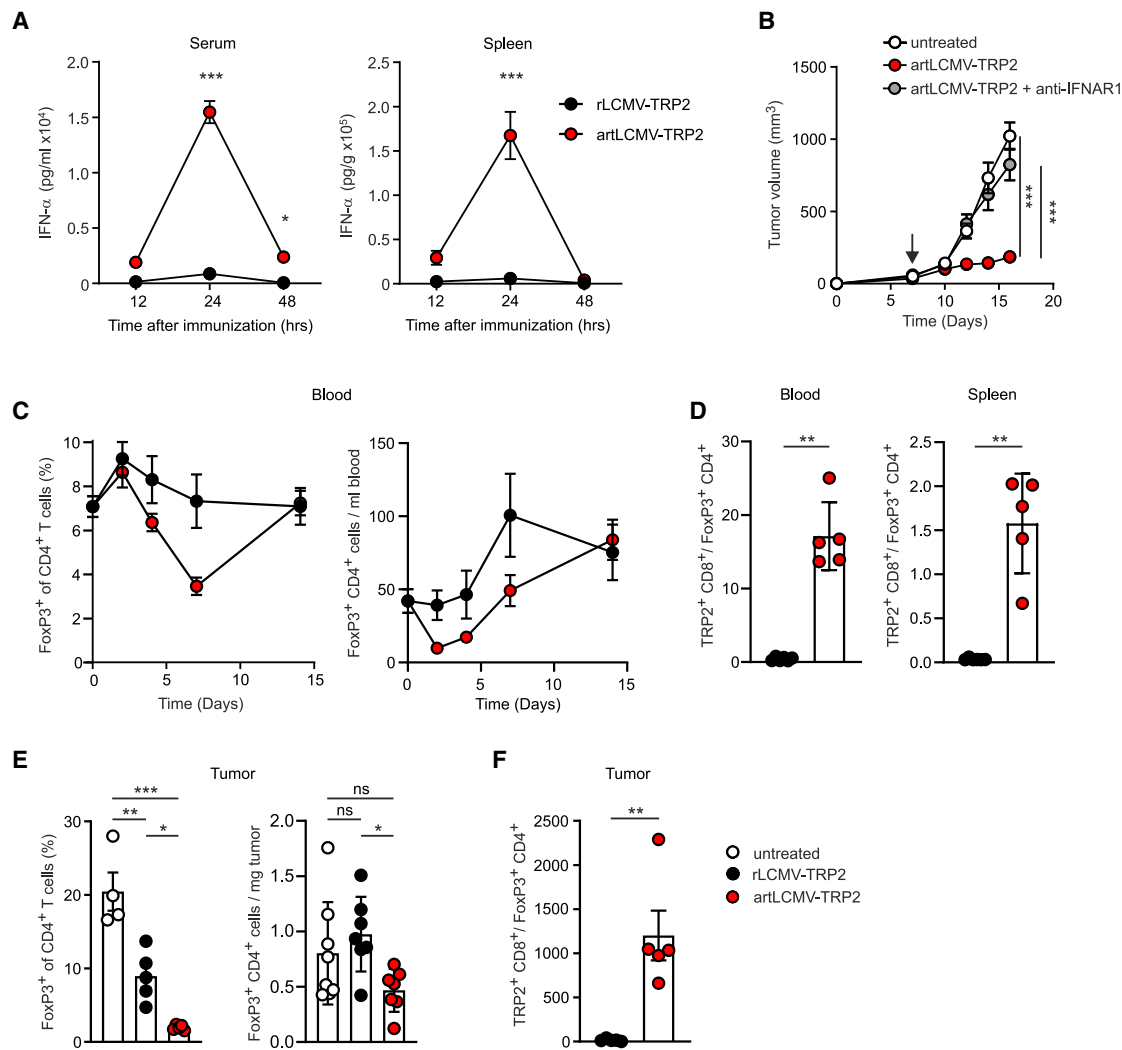 A
Serum
Spleen
IFN-α (pg/ml x10⁴)
2.0
1.5
1.0
0.5
0
***
*
12
24
48
Time after immunization (hrs)
IFN-α (pg/g x10⁵)
2.5
2.0
1.5
1.0
0.5
0
***
12
24
48
Time after immunization (hrs)
rLCMV-TRP2
artLCMV-TRP2
B
untreated
artLCMV-TRP2
artLCMV-TRP2 + anti-IFNAR1
Tumor volume (mm³)
1500
1000
500
0
***
***
0
5
10
15
20
Time (Days)
C
Blood
FoxP3⁺ of CD4⁺ T cells (%)
10
8
6
4
2
0
0
5
10
15
Time (Days)
FoxP3⁺ CD4⁺ cells / ml blood
150
100
50
0
0
5
10
15
Time (Days)
D
Blood
Spleen
TRP2⁺ CD8⁺/ FoxP3⁺ CD4⁺
30
20
10
0
**
TRP2⁺ CD8⁺/ FoxP3⁺ CD4⁺
2.5
2.0
1.5
1.0
0.5
0.0
**
E
Tumor
FoxP3⁺ of CD4⁺ T cells (%)
30
20
10
0
***
**
*
FoxP3⁺ CD4⁺ cells / mg tumor
2.0
1.5
1.0
0.5
0.0
ns
ns
*
F
Tumor
TRP2⁺ CD8⁺/ FoxP3⁺ CD4⁺
2500
2000
1500
1000
500
0
**
untreated
rLCMV-TRP2
artLCMV-TRP2